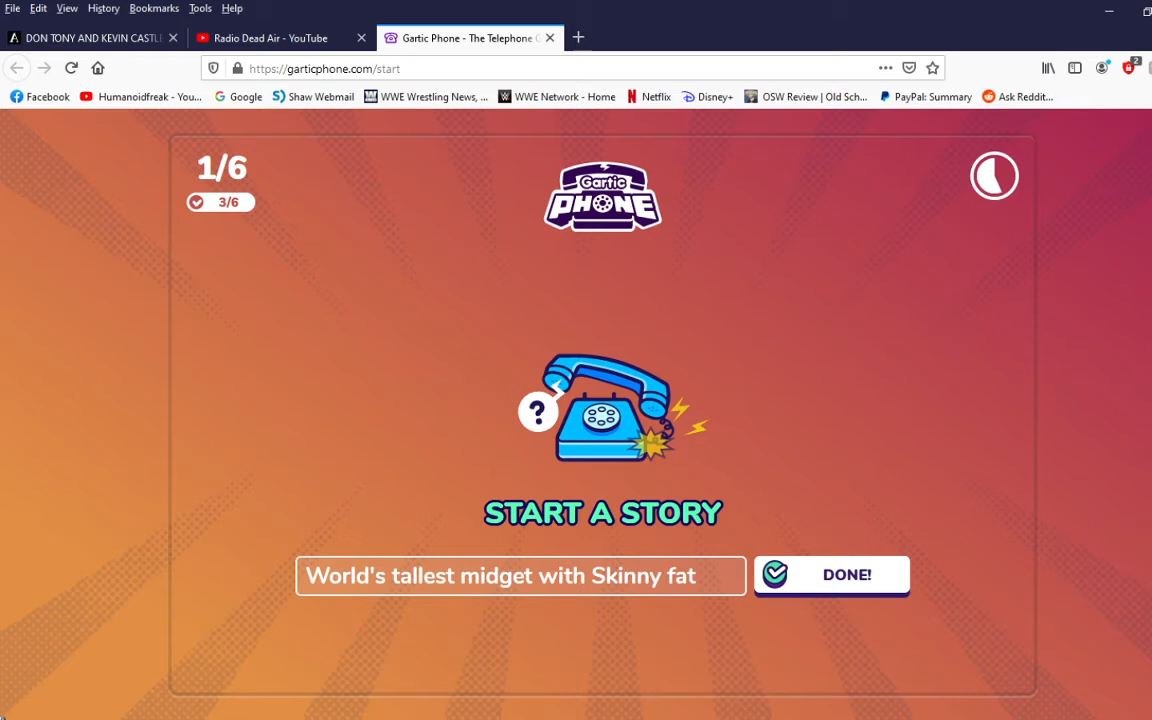 File Edit View History Bookmarks Tools Help
DON TONY AND KEVIN CASTLE
Radio Dead Air - YouTube
Gartic Phone - The Telephone G
https://garticphone.com/start
2
Facebook
Humanoidfreak - You...
Google
Shaw Webmail
WWE Wrestling News, ...
WWE Network - Home
Netflix
Disney+
OSW Review | Old Sch...
PayPal: Summary
Ask Reddit...
1/6
3/6
Gartic
PHONE
?
START A STORY
World's tallest midget with Skinny fat
DONE!